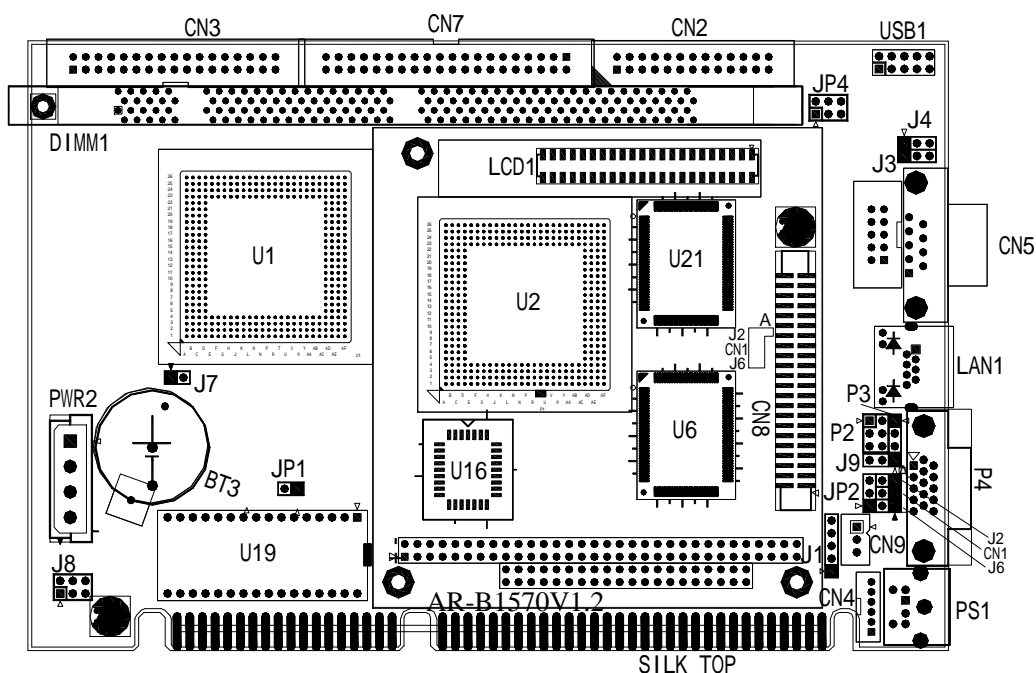 CN3
CN7
CN2
USB1
JP4
DIMM1
J4
LCD1
J3
U1
U2
U21
CN5
A
J2
CN1
J6
J7
LAN1
PWR2
P3
P2
CN8
U6
J9
U16
BT3
JP1
JP2
P4
U19
J1
CN9
J2
CN1
J6
J8
CN4
PS1
AR-B1570V1.2
SILK TOP